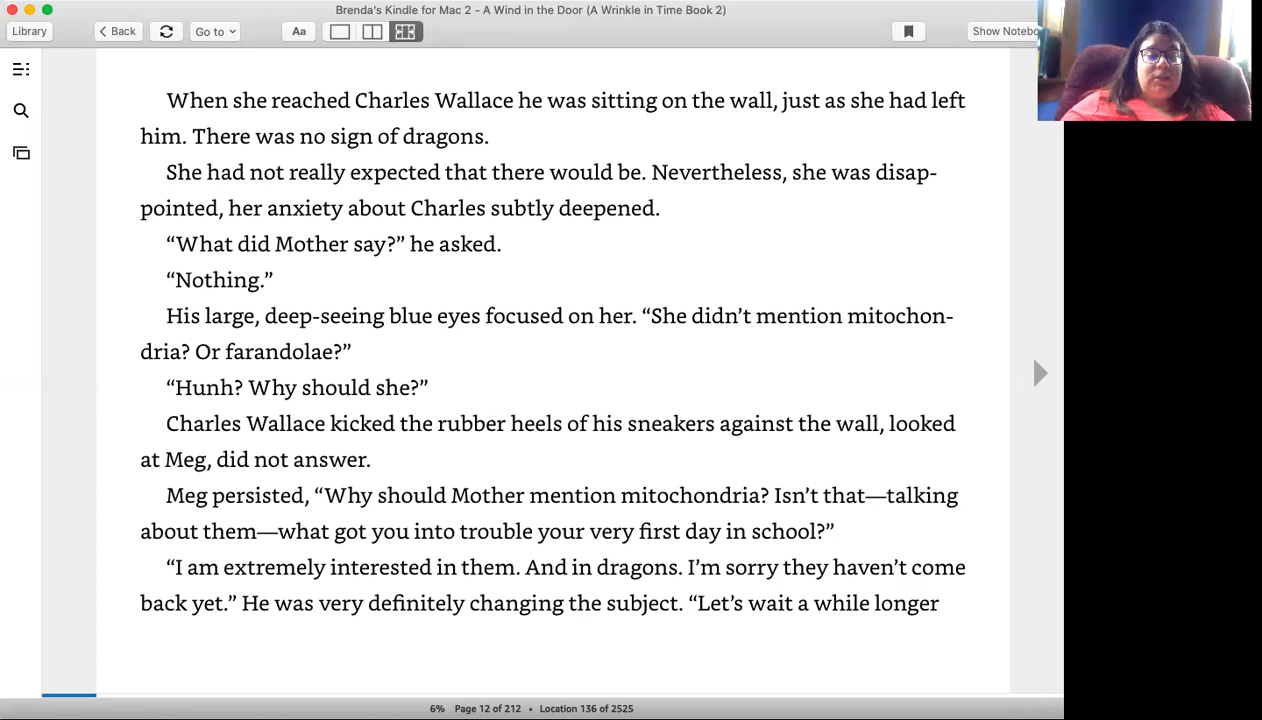 Brenda's Kindle for Mac 2 - A Wind in the Door (A Wrinkle in Time Book 2)
Library
Back
Go to
Aa
Show Notebo
When she reached Charles Wallace he was sitting on the wall, just as she had left
him. There was no sign of dragons.
She had not really expected that there would be. Nevertheless, she was disap-
pointed, her anxiety about Charles subtly deepened.
“What did Mother say?” he asked.
“Nothing.”
His large, deep-seeing blue eyes focused on her. “She didn’t mention mitochon-
dria? Or farandolae?”
“Hunh? Why should she?”
Charles Wallace kicked the rubber heels of his sneakers against the wall, looked
at Meg, did not answer.
Meg persisted, “Why should Mother mention mitochondria? Isn’t that—talking
about them—what got you into trouble your very first day in school?”
“I am extremely interested in them. And in dragons. I’m sorry they haven’t come
back yet.” He was very definitely changing the subject. “Let’s wait a while longer
6% Page 12 of 212 • Location 136 of 2525